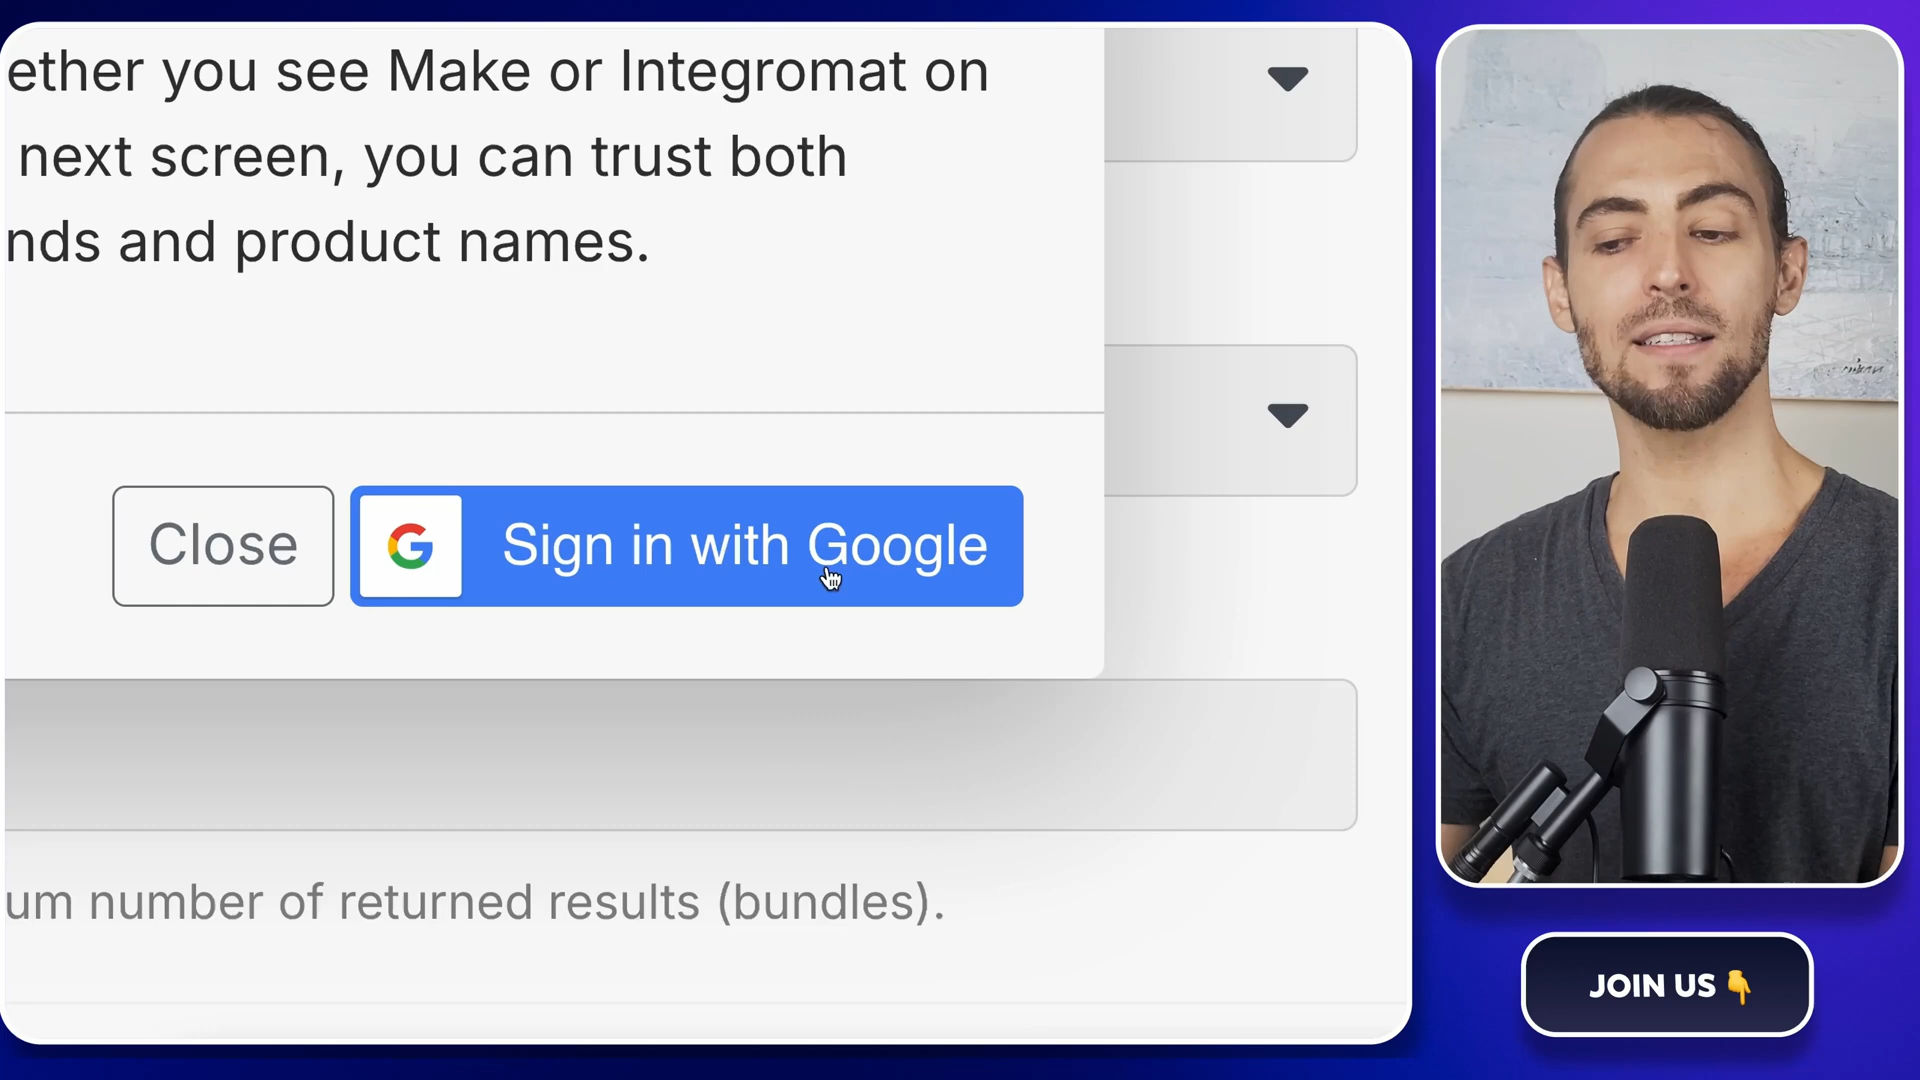 ether you see Make or Integromat on
next screen, you can trust both
nds and product names.
Close
Sign in with Google
um number of returned results (bundles).
JOIN US 👇